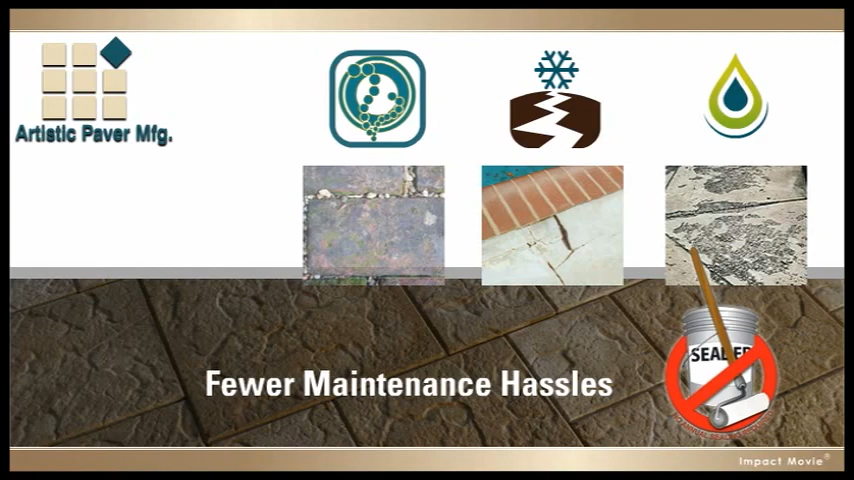 Artistic Paver Mfg.
SEALER
Fewer Maintenance Hassles
Impact Movie®